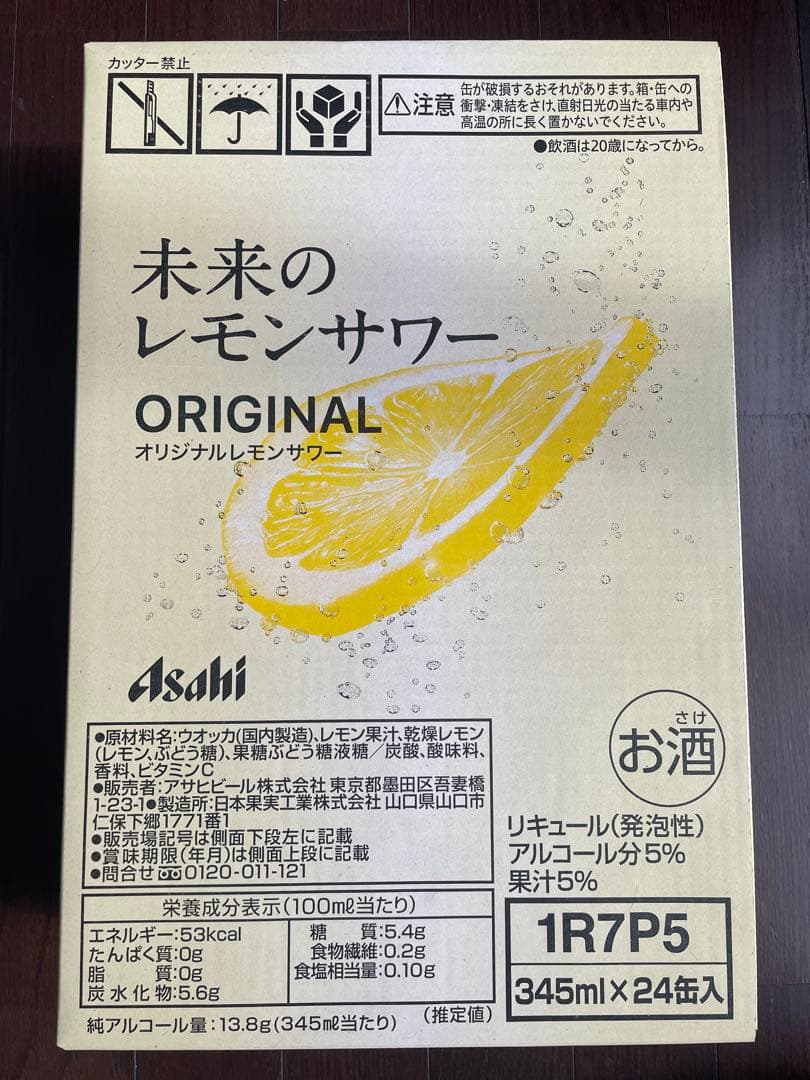 カッター禁止
⚠注意
缶が破損するおそれがあります。箱・缶への
衝撃・凍結をさけ、直射日光の当たる車内や
高温の所に長く置かないでください。
●飲酒は20歳になってから。
未来の
レモンサワー
ORIGINAL
オリジナルレモンサワー
Asahi
●原材料名:ウオッカ(国内製造)、レモン果汁、乾燥レモン
(レモン、ぶどう糖)、果糖ぶどう糖液糖/炭酸、酸味料、
香料、ビタミンC
●販売者:アサヒビール株式会社 東京都墨田区吾妻橋
1-23-1●製造所:日本果実工業株式会社 山口県山口市
仁保下郷1771番1
●販売場記号は側面下段左に記載
●賞味期限(年月)は側面上段に記載
●問合せ 0120-011-121
さけ
お酒
リキュール(発泡性)
アルコール分5%
果汁5%
栄養成分表示(100ml当たり)
エネルギー:53kcal
たんぱく質:0g
脂質:0g
炭水化物:5.6g
糖質:5.4g
食物繊維:0.2g
食塩相当量:0.10g
純アルコール量:13.8g(345ml当たり)
(推定値)
1R7P5
345ml×24缶入